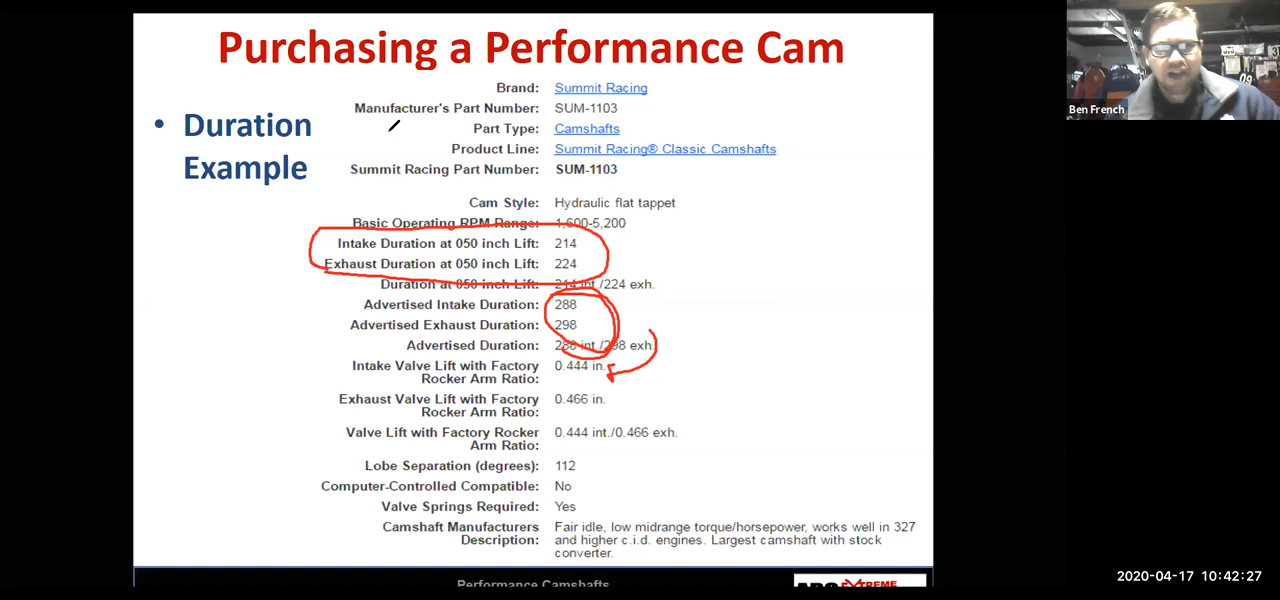 Purchasing a Performance Cam
• Duration
Example
Brand: Summit Racing
Manufacturer's Part Number: SUM-1103
Part Type: Camshafts
Product Line: Summit Racing® Classic Camshafts
Summit Racing Part Number: SUM-1103
Cam Style: Hydraulic flat tappet
Basic Operating RPM Range: 1,600-5,200
Intake Duration at 050 inch Lift: 214
Exhaust Duration at 050 inch Lift: 224
Duration at 050 inch Lift: 214 int./224 exh.
Advertised Intake Duration: 288
Advertised Exhaust Duration: 298
Advertised Duration: 288 int./298 exh.
Intake Valve Lift with Factory 0.444 in.
Rocker Arm Ratio:
Exhaust Valve Lift with Factory 0.466 in.
Rocker Arm Ratio:
Valve Lift with Factory Rocker 0.444 int./0.466 exh.
Arm Ratio:
Lobe Separation (degrees): 112
Computer-Controlled Compatible: No
Valve Springs Required: Yes
Camshaft Manufacturers Fair idle, low midrange torque/horsepower, works well in 327
Description: and higher c.i.d. engines. Largest camshaft with stock
converter.
Performance Camshafts
Ben French
2020-04-17 10:42:27